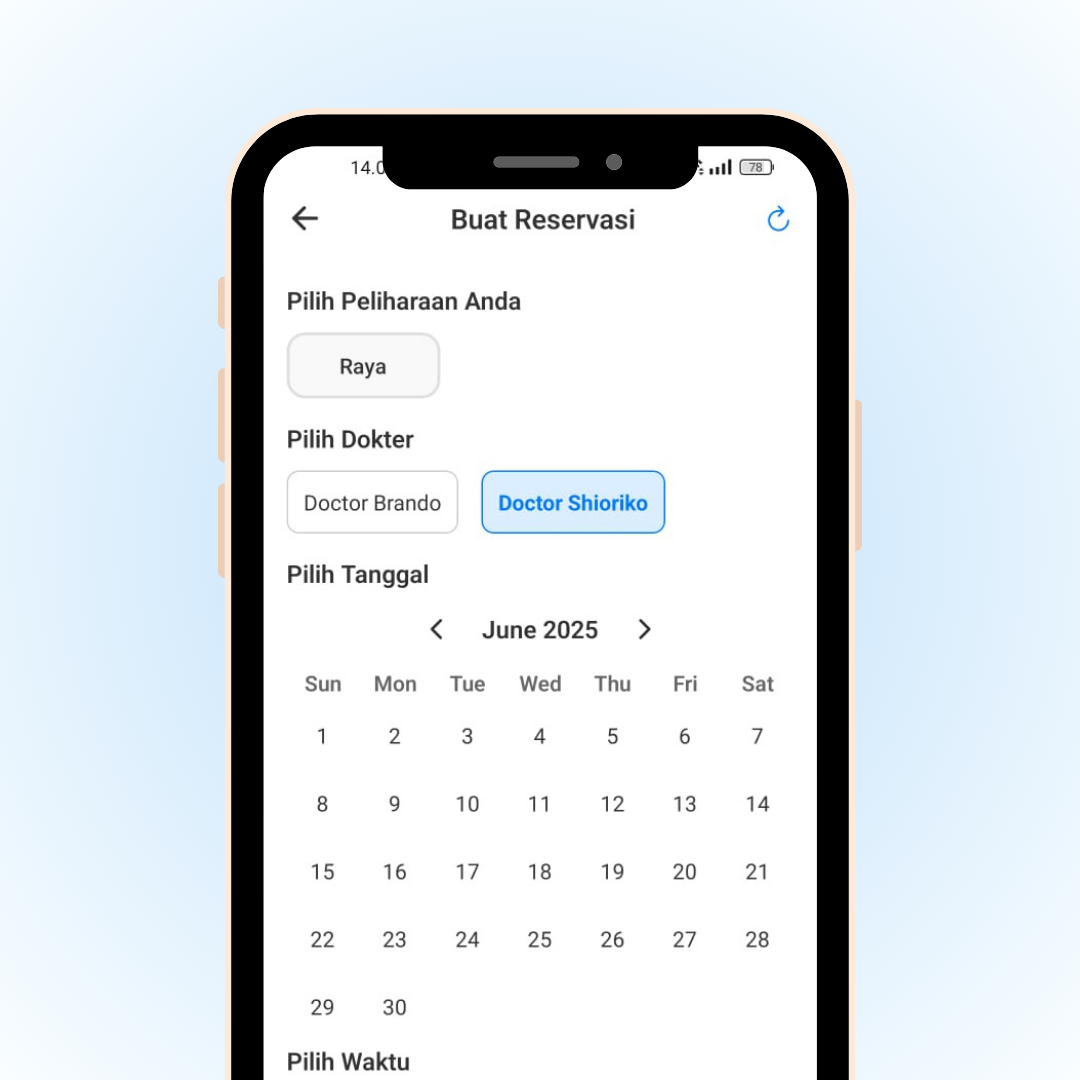 14.0 78
Buat Reservasi
Pilih Peliharaan Anda
Raya
Pilih Dokter
Doctor Brando Doctor Shioriko
Pilih Tanggal
June 2025
Sun Mon Tue Wed Thu Fri Sat
1 2 3 4 5 6 7
8 9 10 11 12 13 14
15 16 17 18 19 20 21
22 23 24 25 26 27 28
29 30
Pilih Waktu